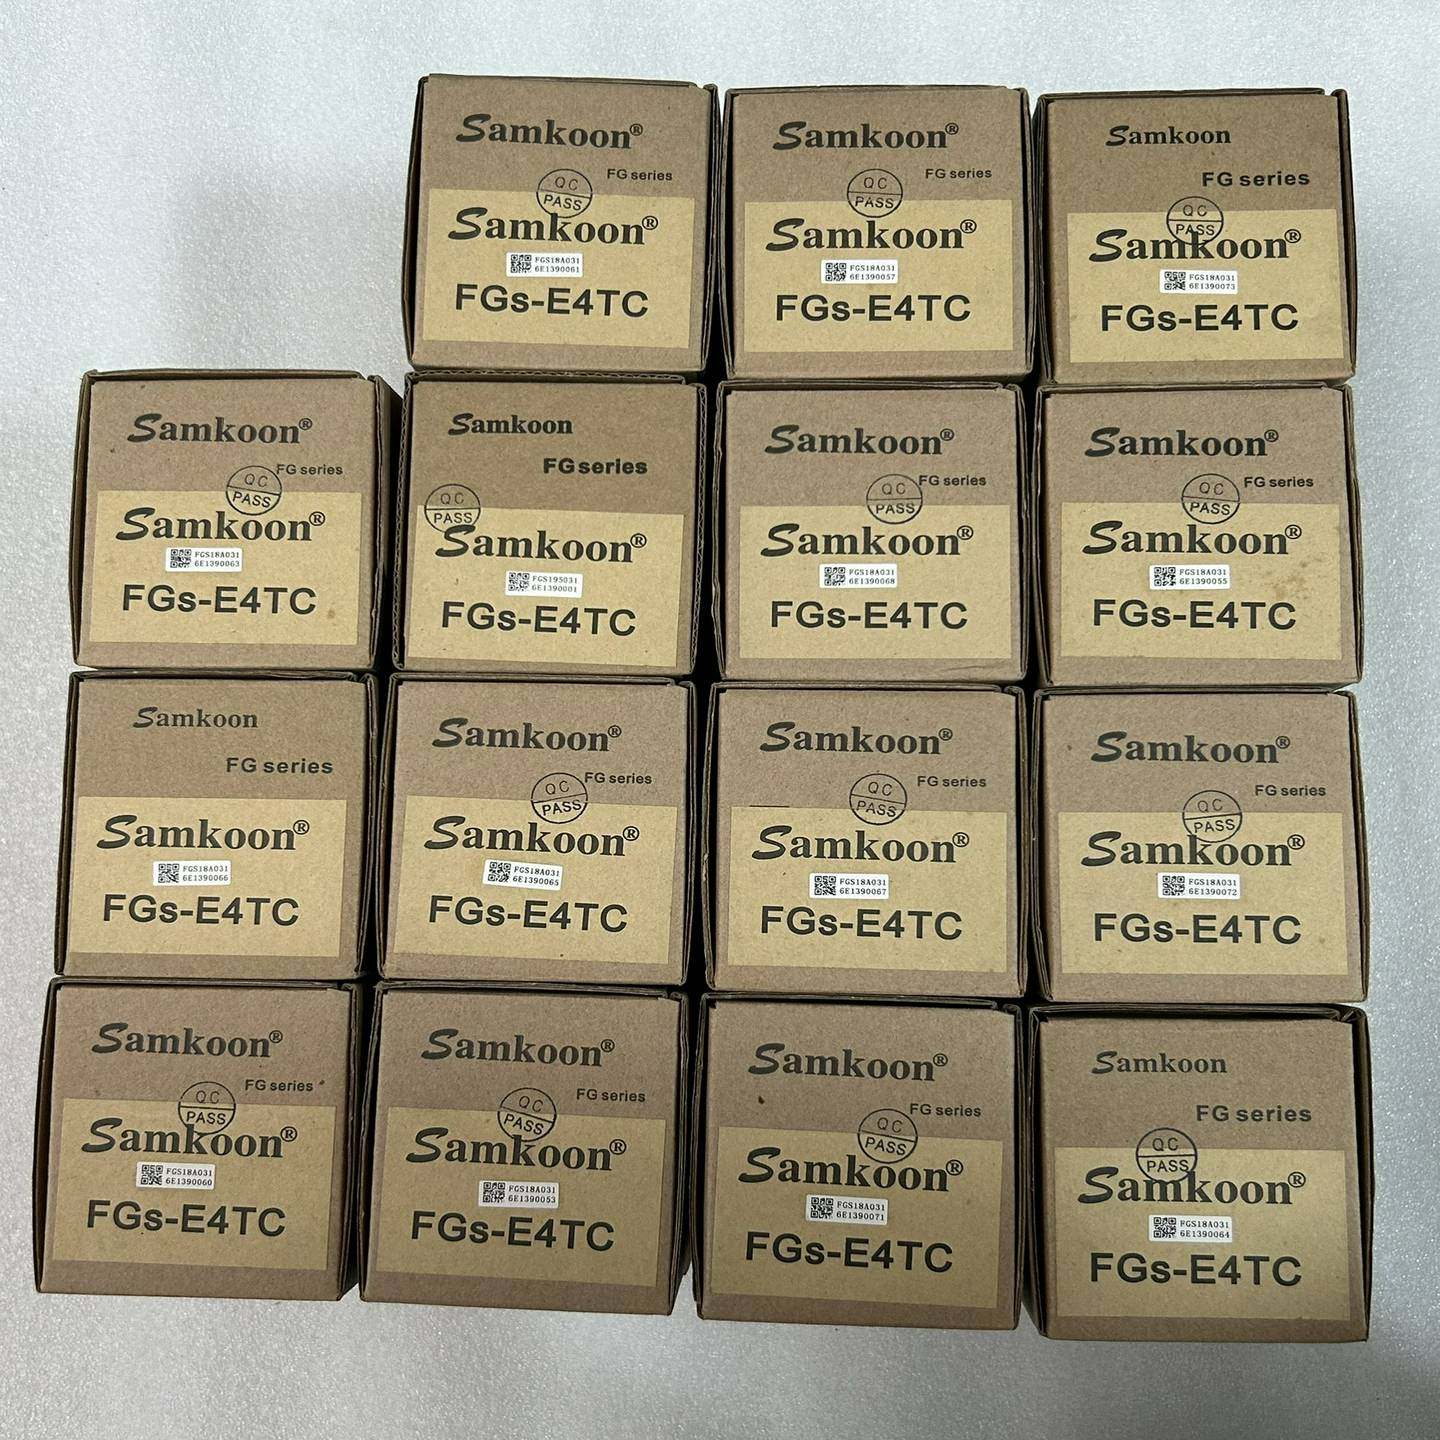 Samkoon®
FG series
QC
PASS
Samkoon®
FGS18A031
6E1390061
FGs-E4TC
Samkoon®
FG series
QC
PASS
Samkoon®
FGS18A031
6E1390057
FGs-E4TC
Samkoon
FG series
QC
PASS
Samkoon®
FGS18A031
6E1390073
FGs-E4TC
Samkoon®
FG series
QC
PASS
Samkoon®
FGS18A031
6E1390063
FGs-E4TC
Samkoon
FG series
QC
PASS
Samkoon®
FGS195031
6E1390001
FGs-E4TC
Samkoon®
FG series
QC
PASS
Samkoon®
FGS18A031
6E1390068
FGs-E4TC
Samkoon®
FG series
QC
PASS
Samkoon®
FGS18A031
6E1390055
FGs-E4TC
Samkoon
FG series
Samkoon®
FGS18A031
6E1390066
FGs-E4TC
Samkoon®
FG series
QC
PASS
Samkoon®
FGS18A031
6E1390065
FGs-E4TC
Samkoon®
FG series
QC
PASS
Samkoon®
FGS18A031
6E1390067
FGs-E4TC
Samkoon®
FG series
QC
PASS
Samkoon®
FGS18A031
6E1390072
FGs-E4TC
Samkoon®
FG series
QC
PASS
Samkoon®
FGS18A031
6E1390060
FGs-E4TC
Samkoon®
FG series
QC
PASS
Samkoon®
FGS18A031
6E1390053
FGs-E4TC
Samkoon®
FG series
QC
PASS
Samkoon®
FGS18A031
6E1390071
FGs-E4TC
Samkoon
FG series
QC
PASS
Samkoon®
FGS18A031
6E1390064
FGs-E4TC